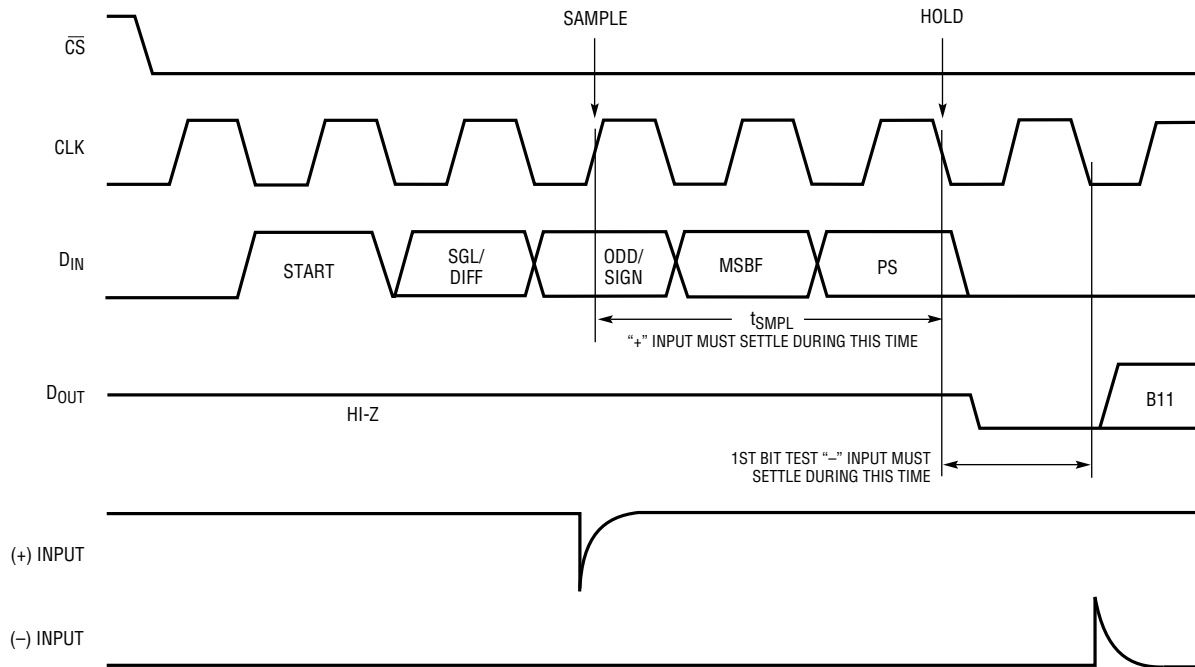 SAMPLE
HOLD
CS
CLK
DIN
START
SGL/
DIFF
ODD/
SIGN
MSBF
PS
tSMPL
“+” INPUT MUST SETTLE DURING THIS TIME
DOUT
HI-Z
B11
1ST BIT TEST “–” INPUT MUST
SETTLE DURING THIS TIME
(+) INPUT
(–) INPUT